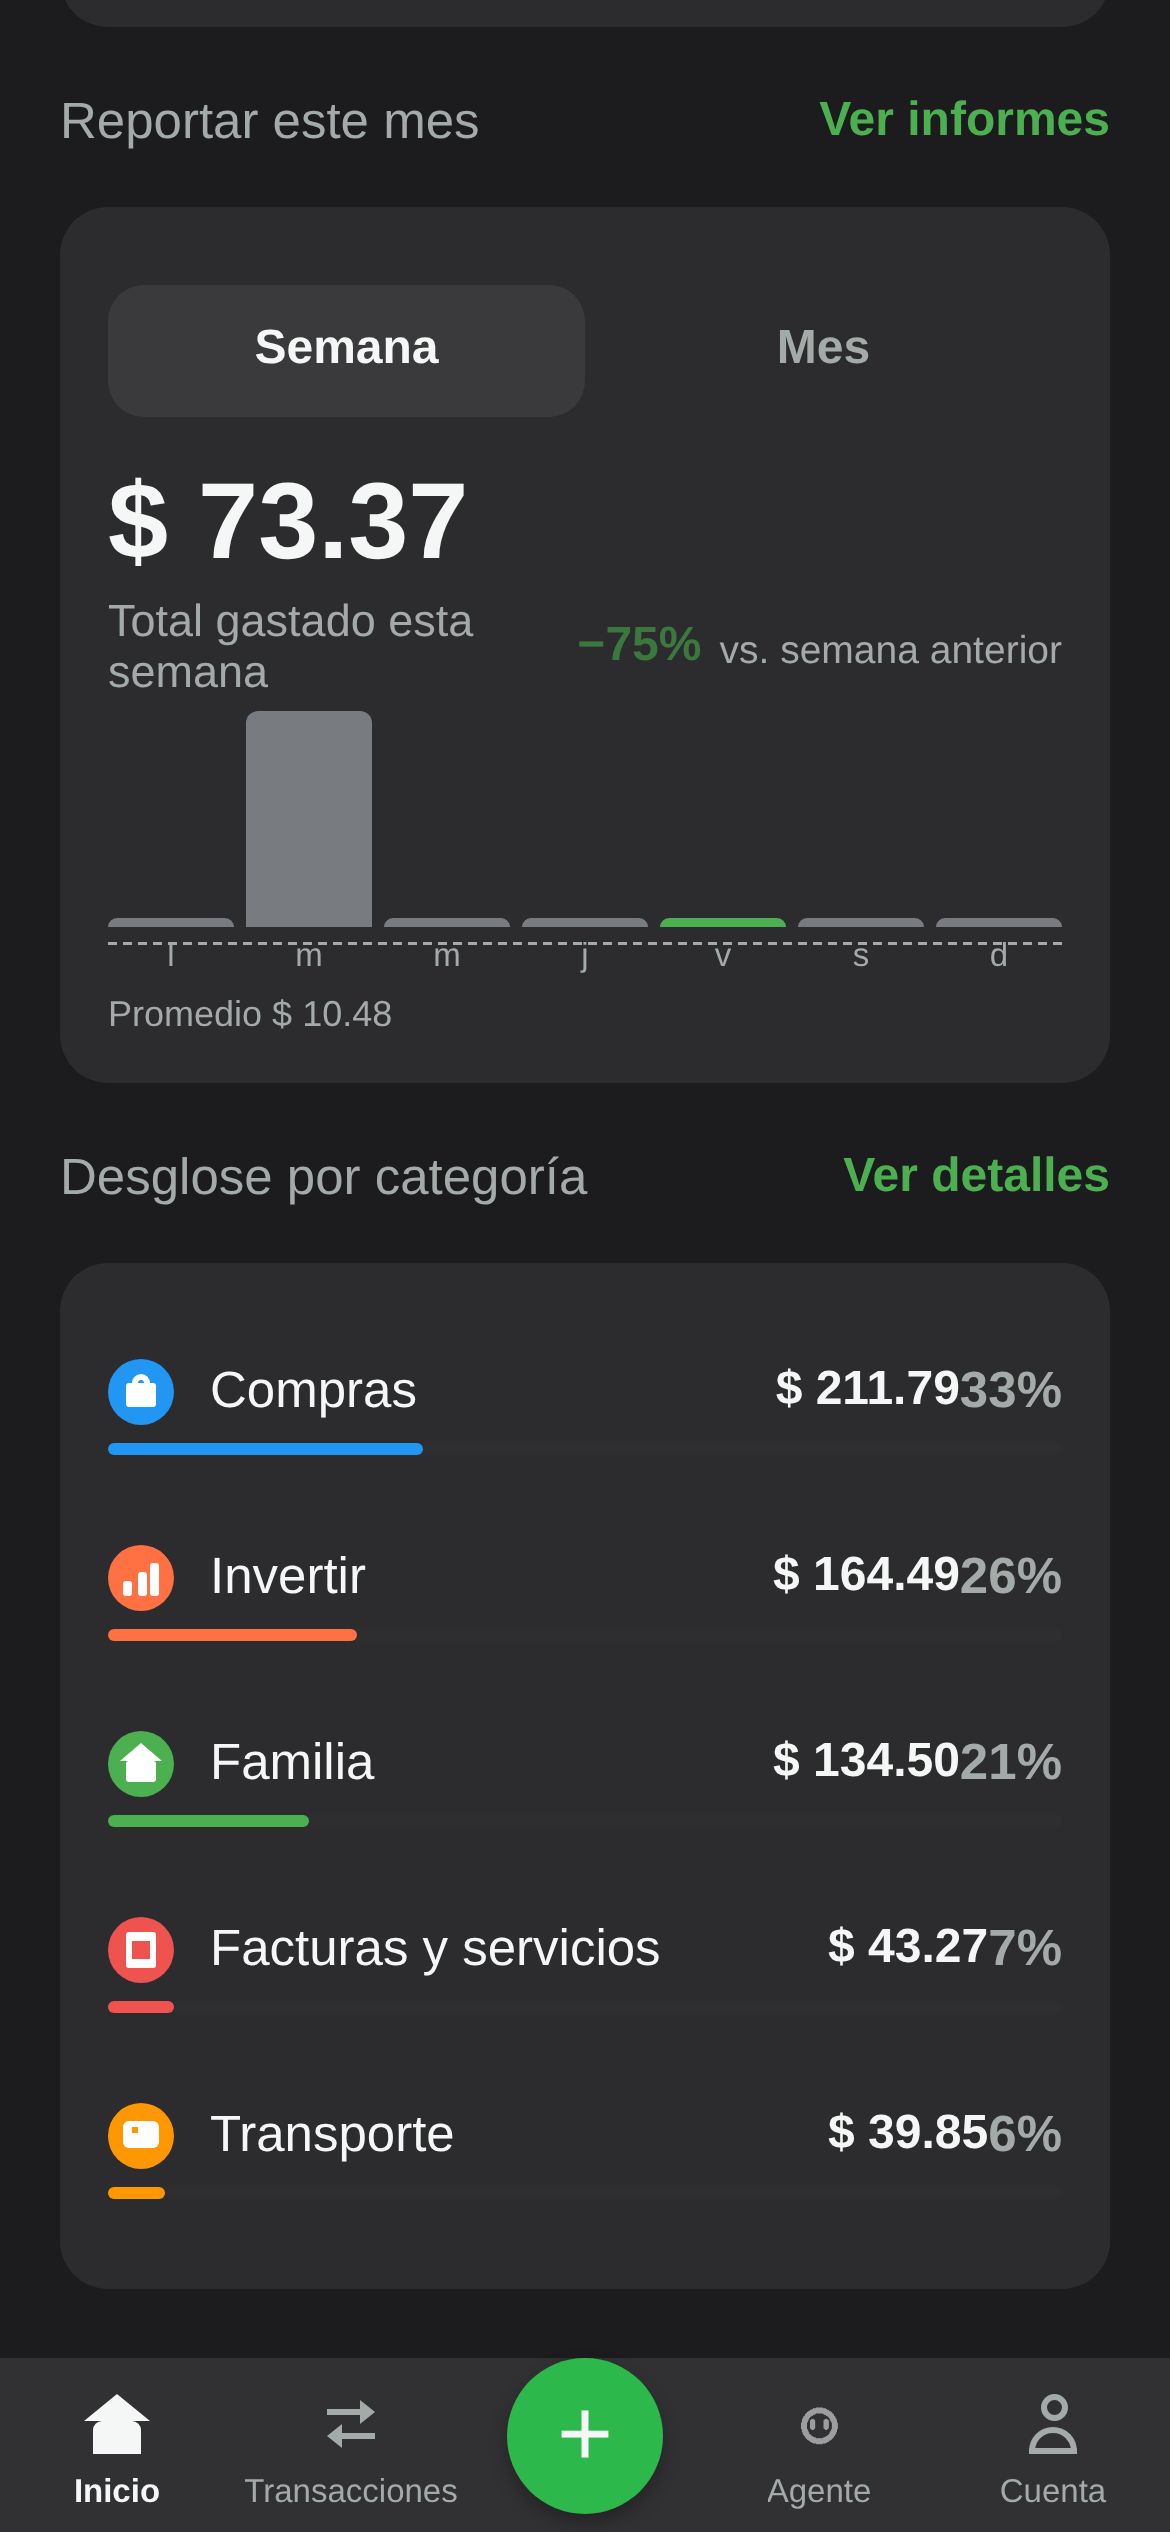 Reportar este mes
Ver informes
Semana
Mes
$ 73.37
Total gastado esta
semana
−75% vs. semana anterior
l m m j v s d
Promedio $ 10.48
Desglose por categoría
Ver detalles
Compras
$ 211.79 33%
Invertir
$ 164.49 26%
Familia
$ 134.50 21%
Facturas y servicios
$ 43.27 7%
Transporte
$ 39.85 6%
Inicio
Transacciones
Agente
Cuenta